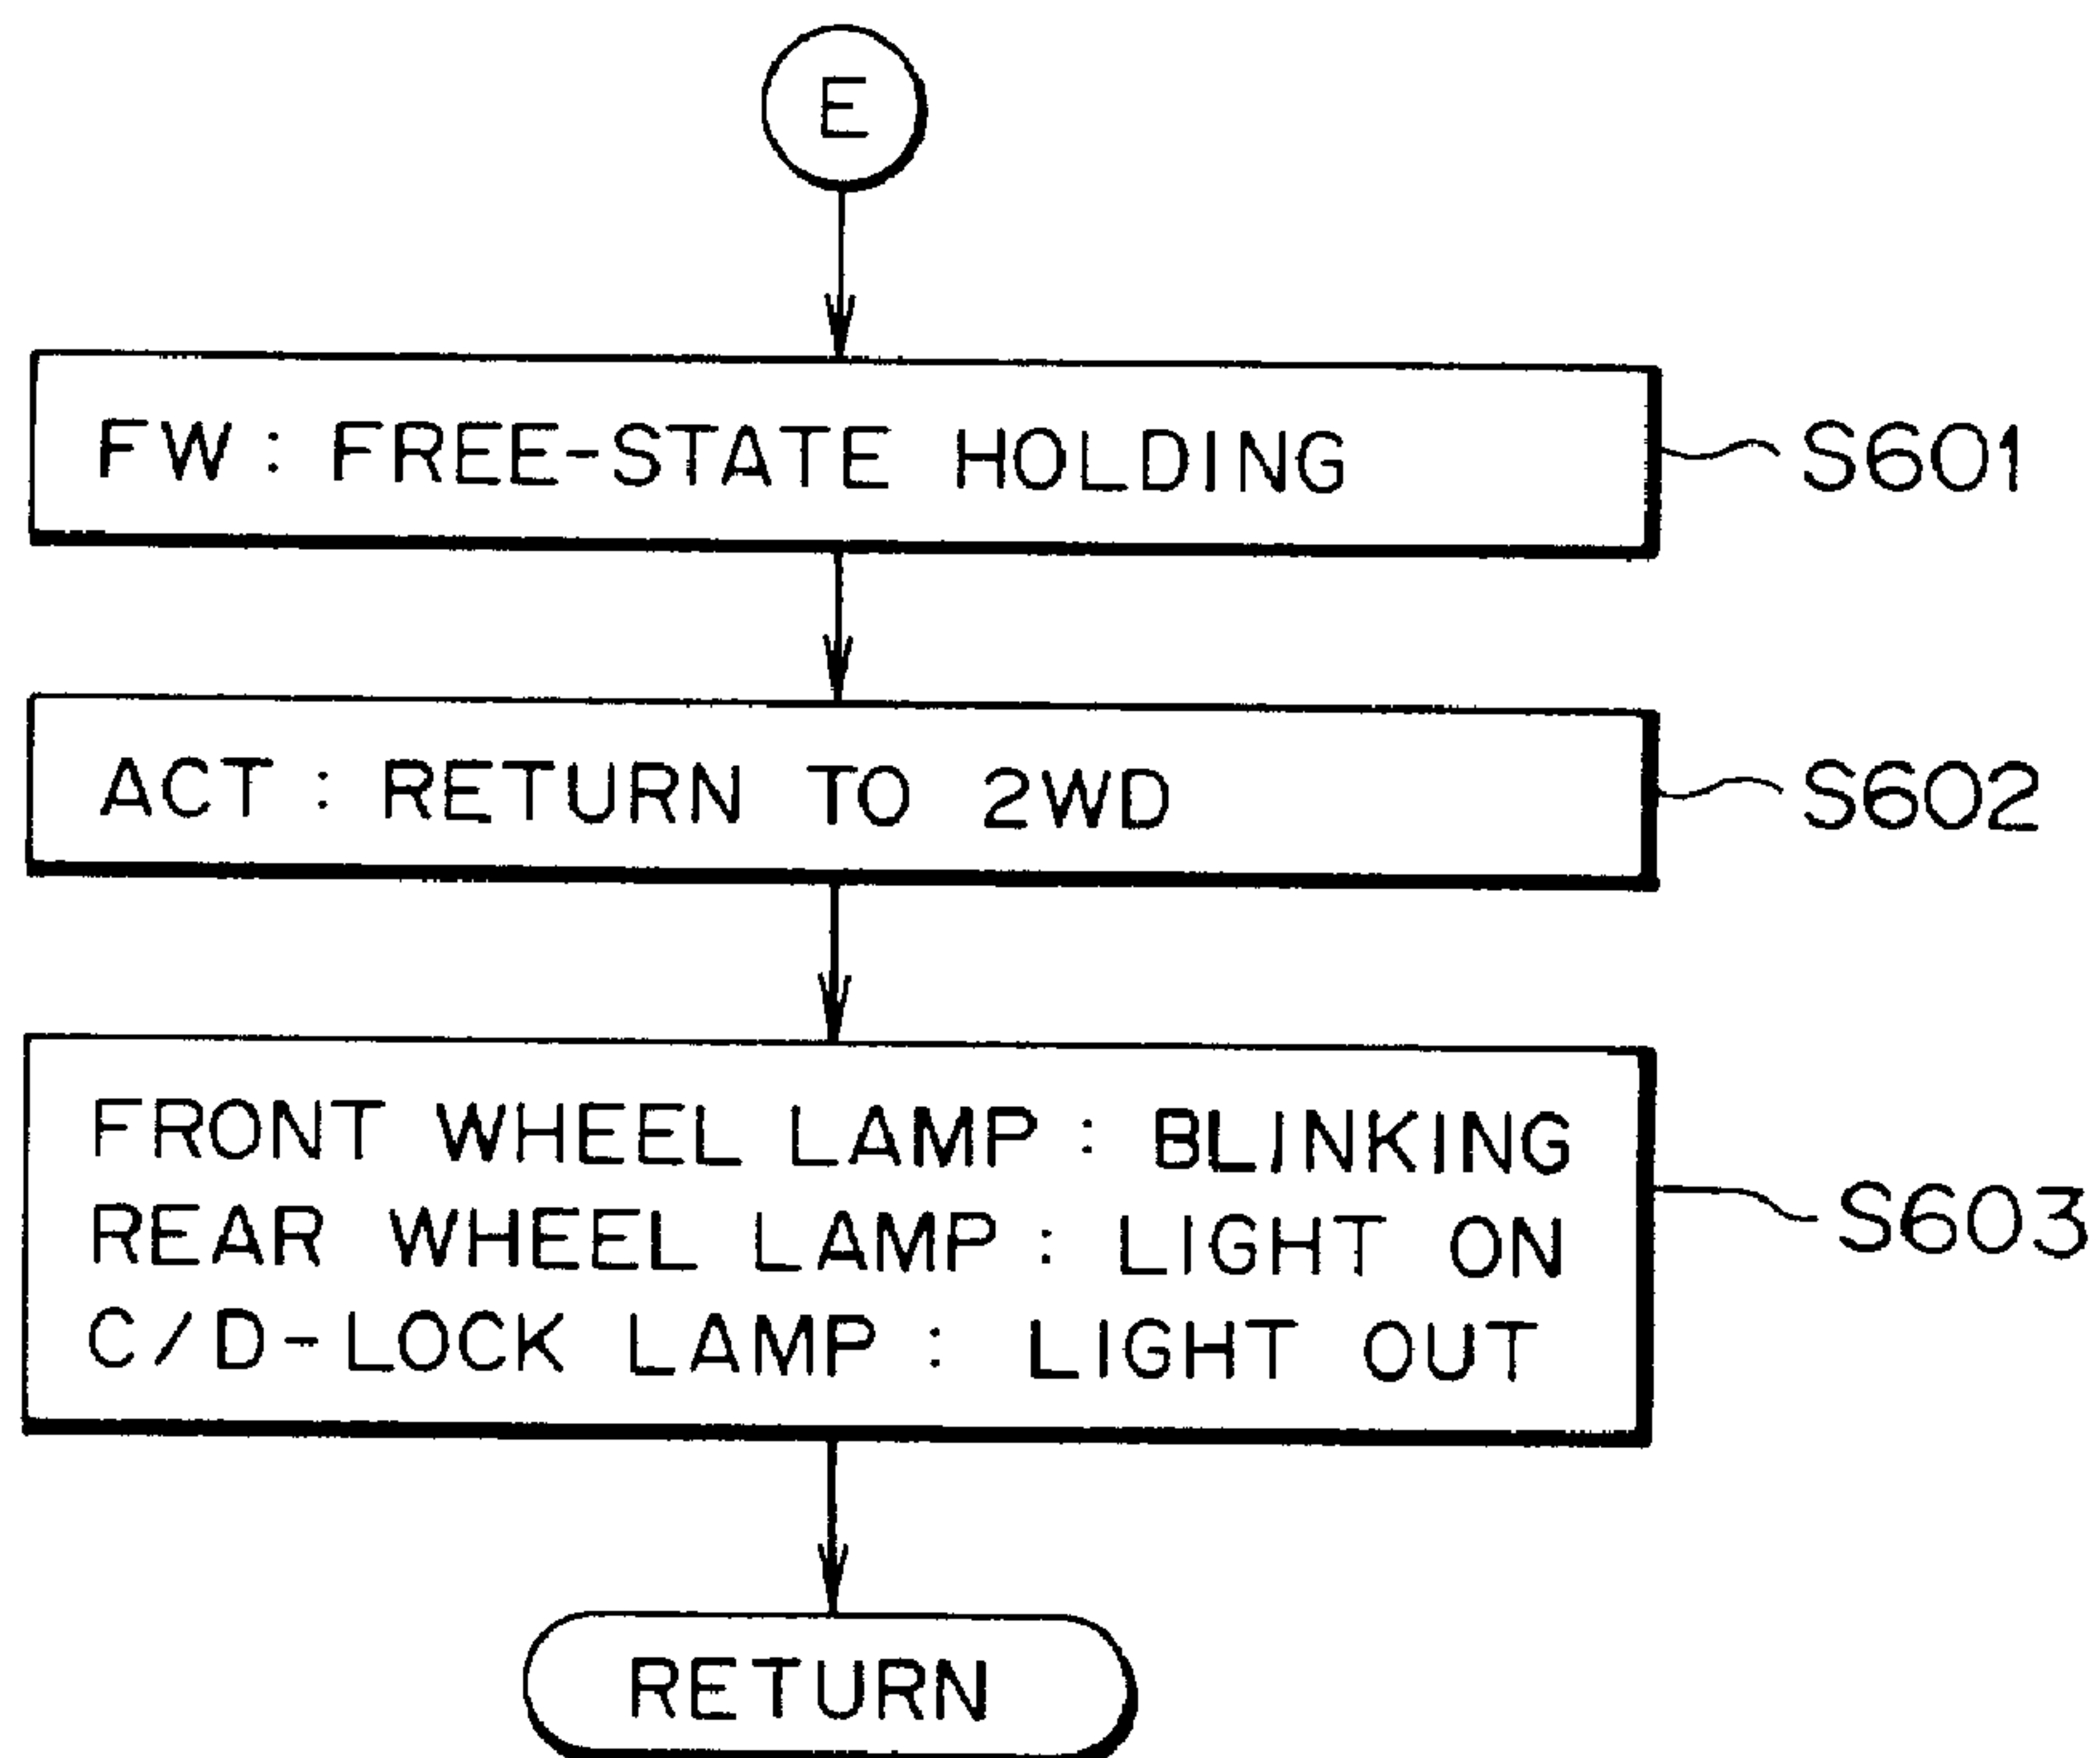 E
FW : FREE-STATE HOLDING
S601
ACT : RETURN TO 2WD
S602
FRONT WHEEL LAMP : BLINKING
REAR WHEEL LAMP : LIGHT ON
C/D-LOCK LAMP : LIGHT OUT
S603
RETURN